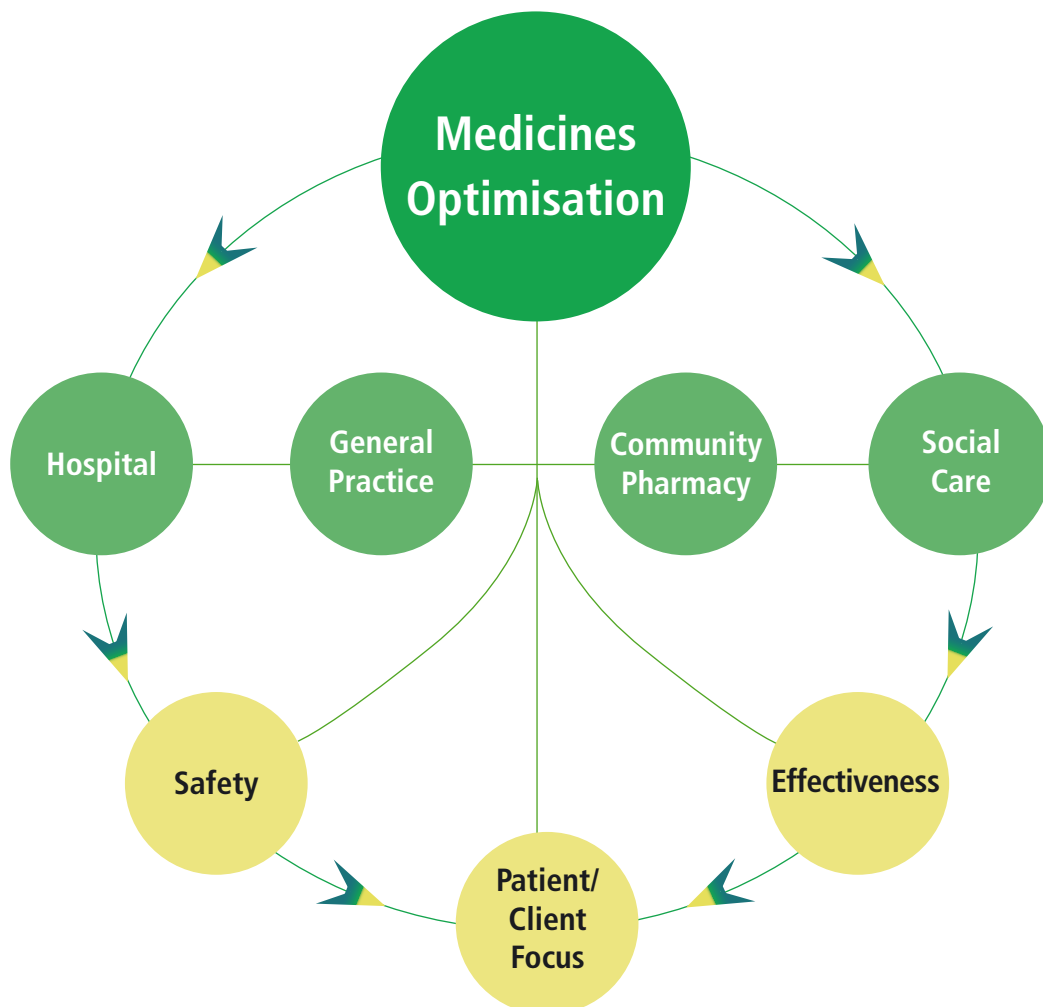 Medicines
Optimisation
Hospital
General
Practice
Community
Pharmacy
Social
Care
Safety
Effectiveness
Patient/
Client
Focus